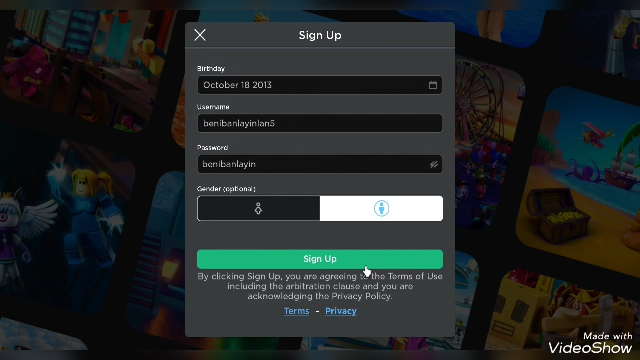 Sign Up
Birthday
October 18 2013
Username
benibanlayinlan5
Password
benibanlayin
Gender (optional)
Sign Up
By clicking Sign Up, you are agreeing to the Terms of Use
including the arbitration clause and you are
acknowledging the Privacy Policy.
Terms - Privacy
Made with
VideoShow